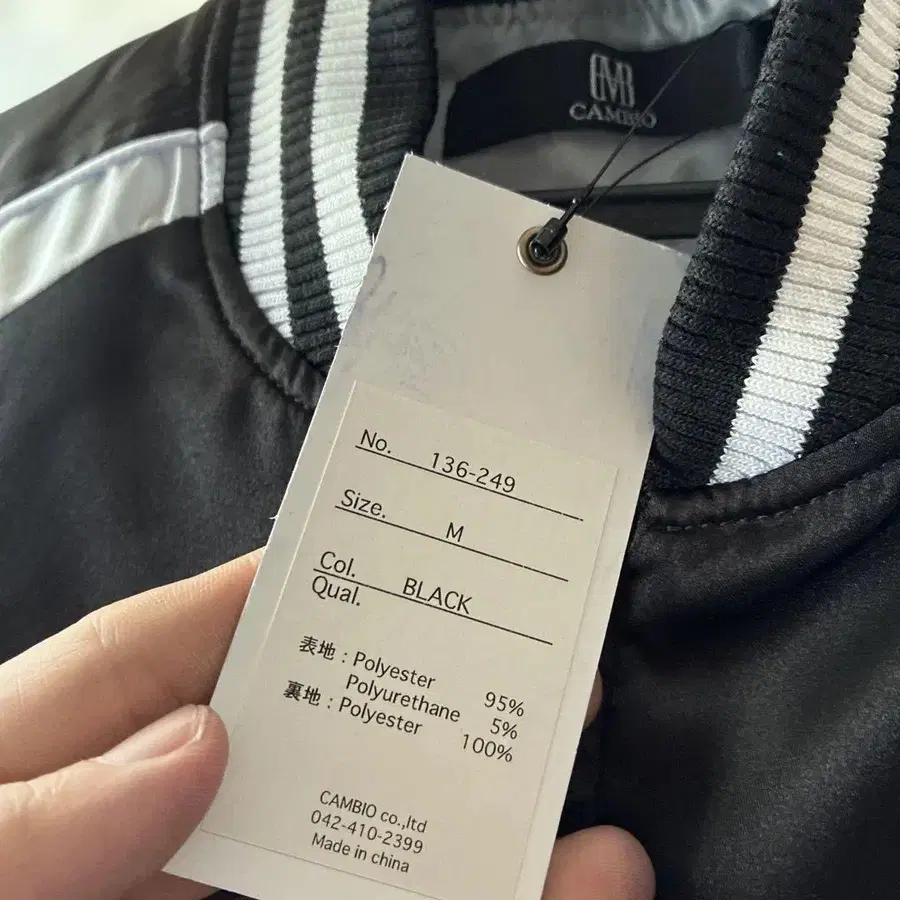 CAMBIO
No. 136-249
Size. M
Col. BLACK
Qual.
表地 : Polyester 95%
Polyurethane 5%
裏地 : Polyester 100%
CAMBIO co.,ltd
042-410-2399
Made in china